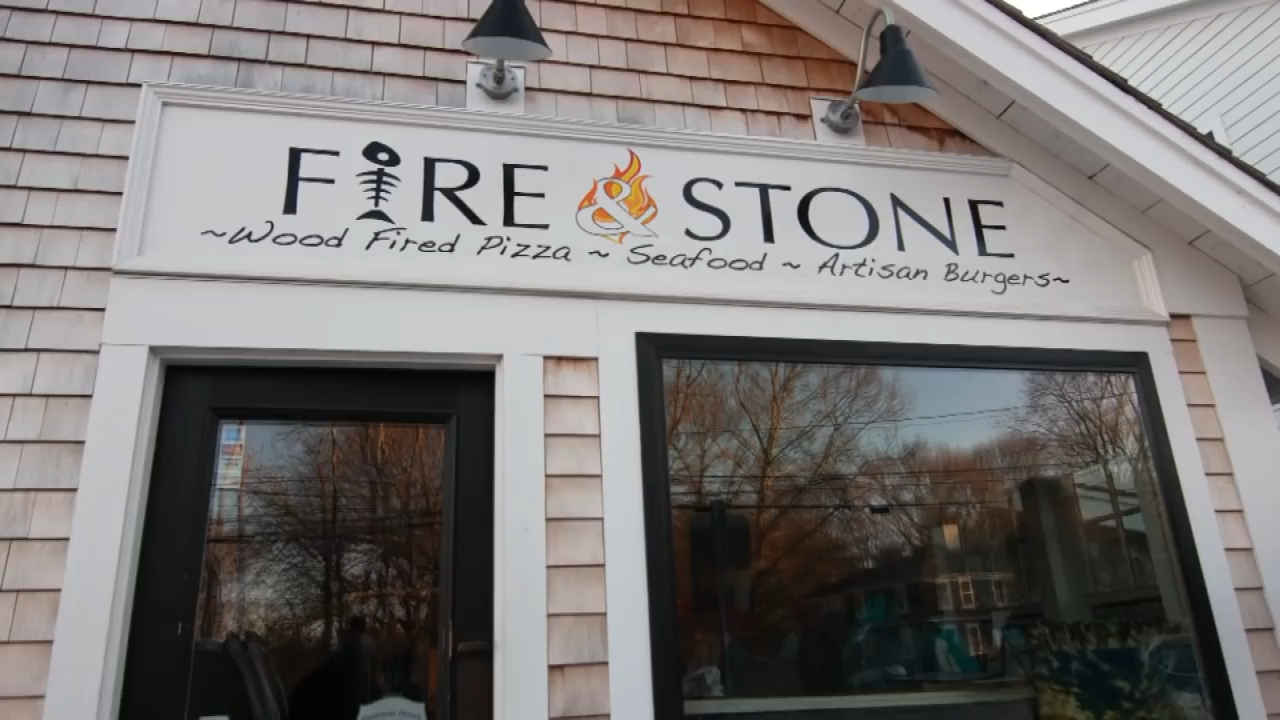 FIRE & STONE
~Wood Fired Pizza ~ Seafood ~ Artisan Burgers~